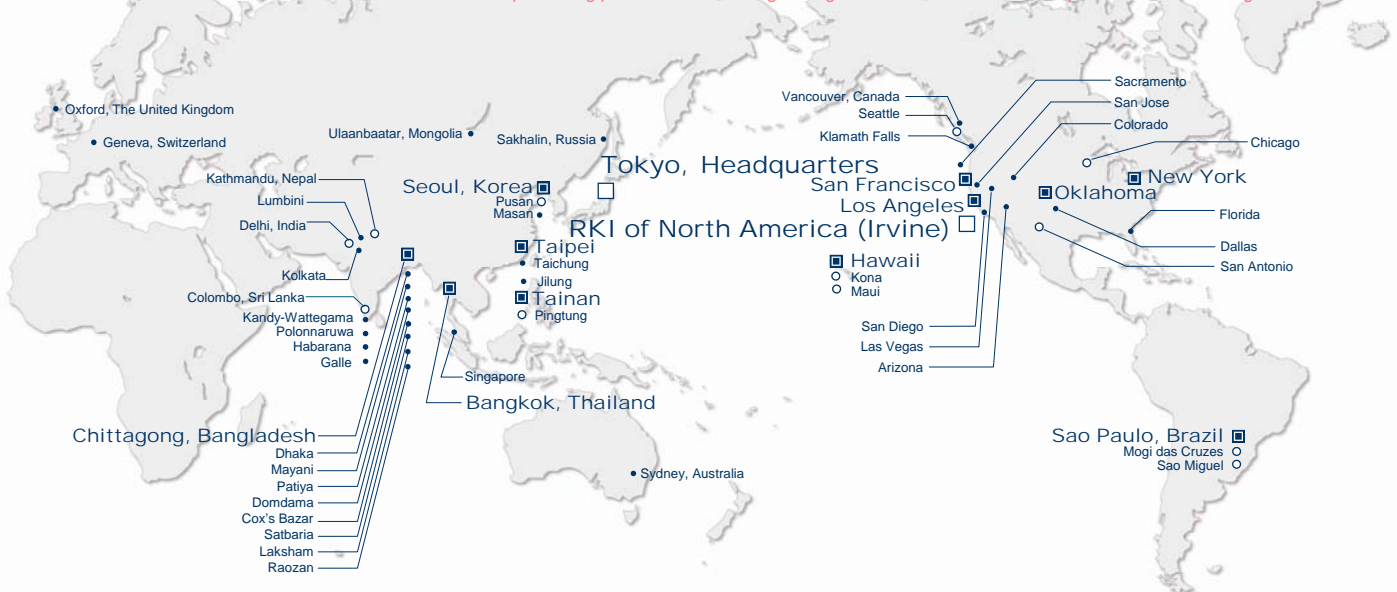 Oxford, The United Kingdom
Geneva, Switzerland
Ulaanbaatar, Mongolia
Sakhalin, Russia
Tokyo, Headquarters
Kathmandu, Nepal
Lumbini
Delhi, India
Kolkata
Colombo, Sri Lanka
Kandy-Wattegama
Polonnaruwa
Habarana
Galle
Seoul, Korea
Pusan
Masan
RKI of North America (Irvine)
Taipei
Taichung
Jilung
Tainan
Pingtung
Singapore
Bangkok, Thailand
Chittagong, Bangladesh
Dhaka
Mayani
Patiya
Domdama
Cox's Bazar
Satbaria
Laksham
Raozan
Sydney, Australia
Vancouver, Canada
Seattle
Klamath Falls
San Francisco
Los Angeles
Hawaii
Kona
Maui
San Diego
Las Vegas
Arizona
Sacramento
San Jose
Colorado
Chicago
New York
Oklahoma
Florida
Dallas
San Antonio
Sao Paulo, Brazil
Mogi das Cruzes
Sao Miguel